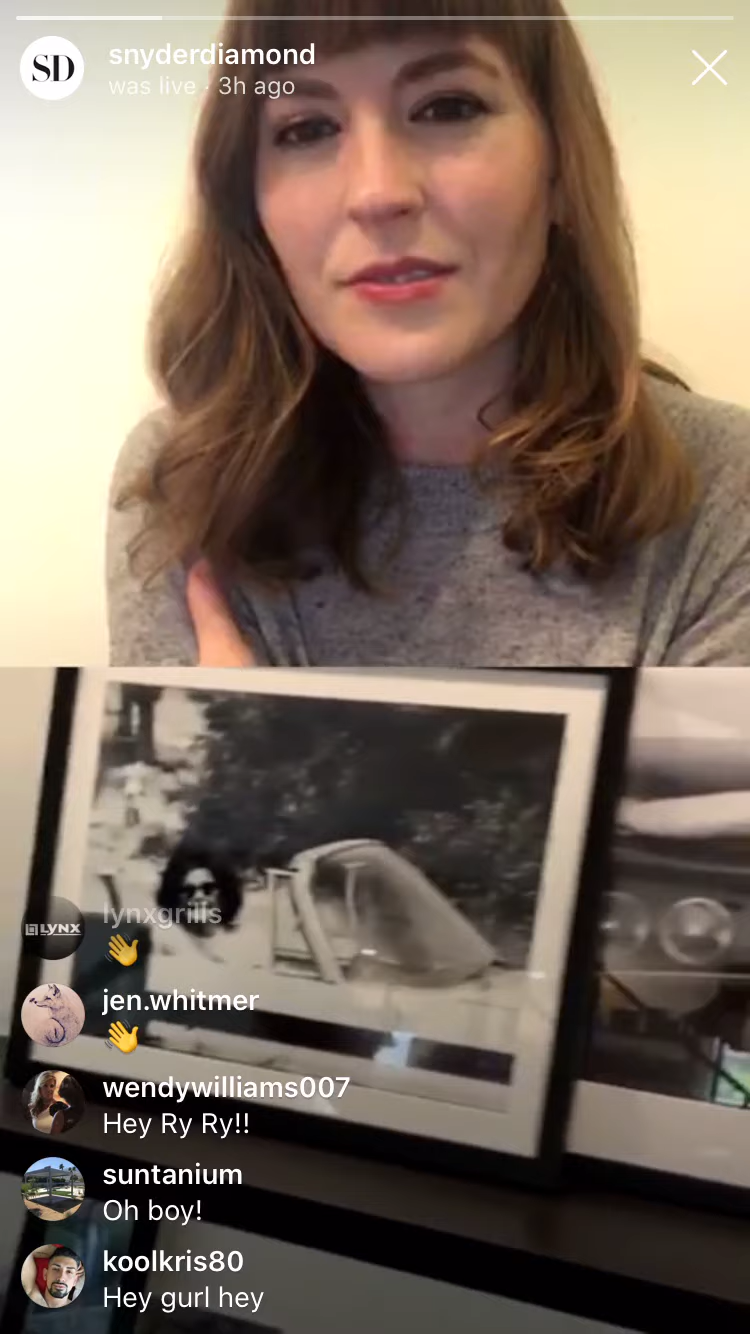 SD
snyderdiamond
was live · 3h ago
lynxgrills
LYNX
👋
jen.whitmer
👋
wendywilliams007
Hey Ry Ry!!
suntanium
Oh boy!
koolkris80
Hey gurl hey